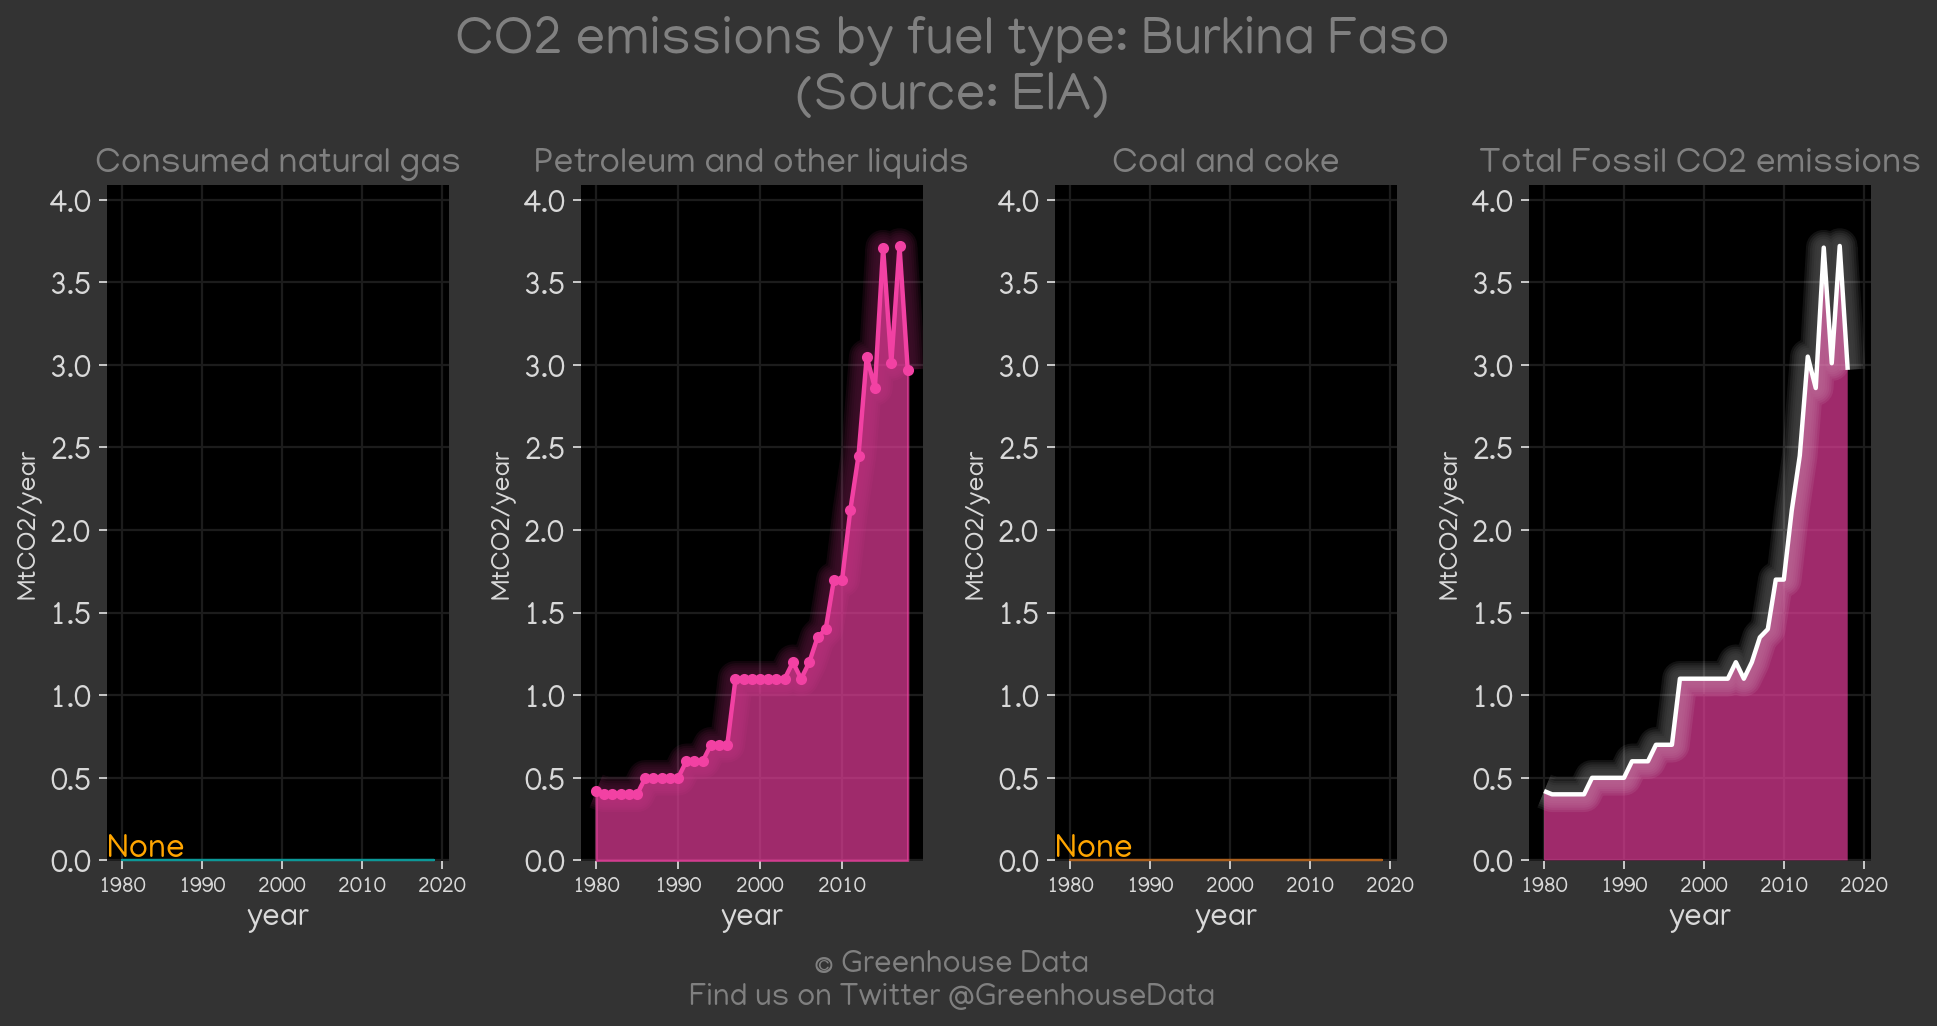 CO2 emissions by fuel type: Burkina Faso
(Source: EIA)
Consumed natural gas
4.0
3.5
3.0
2.5
2.0
1.5
1.0
0.5
0.0
MtCO2/year
None
1980 1990 2000 2010 2020
year
Petroleum and other liquids
4.0
3.5
3.0
2.5
2.0
1.5
1.0
0.5
0.0
MtCO2/year
1980 1990 2000 2010
year
Coal and coke
4.0
3.5
3.0
2.5
2.0
1.5
1.0
0.5
0.0
MtCO2/year
None
1980 1990 2000 2010 2020
year
Total Fossil CO2 emissions
4.0
3.5
3.0
2.5
2.0
1.5
1.0
0.5
0.0
MtCO2/year
1980 1990 2000 2010 2020
year
© Greenhouse Data
Find us on Twitter @GreenhouseData